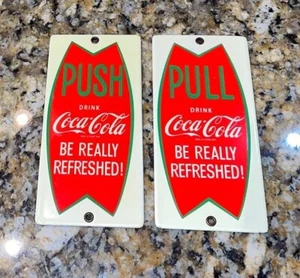 PUSH
DRINK
Coca-Cola
BE REALLY
REFRESHED!
PULL
DRINK
Coca-Cola
BE REALLY
REFRESHED!